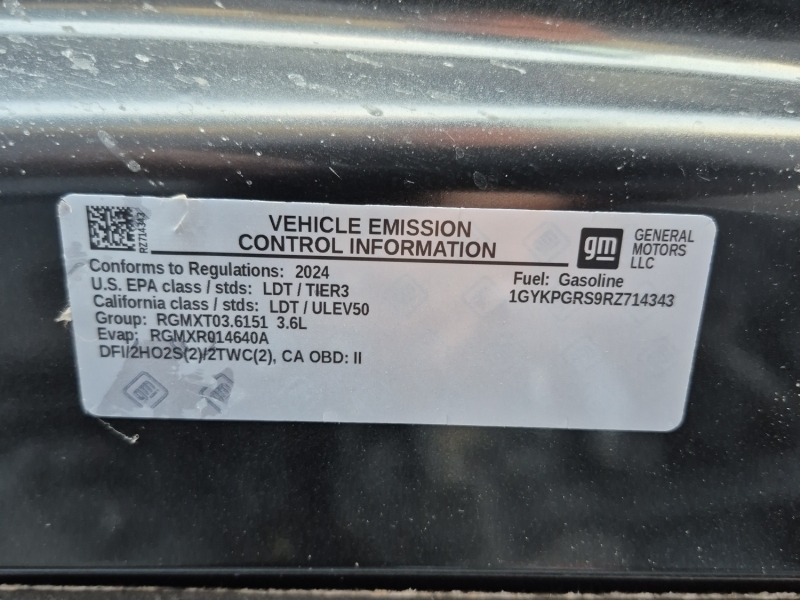 RZ714343
VEHICLE EMISSION
CONTROL INFORMATION
gm
GENERAL
MOTORS
LLC
Conforms to Regulations: 2024
U.S. EPA class / stds: LDT / TIER3
California class / stds: LDT / ULEV50
Group: RGMXT03.6151 3.6L
Evap: RGMXR014640A
DFI/2HO2S(2)/2TWC(2), CA OBD: II
Fuel: Gasoline
1GYKPGRS9RZ714343
gm